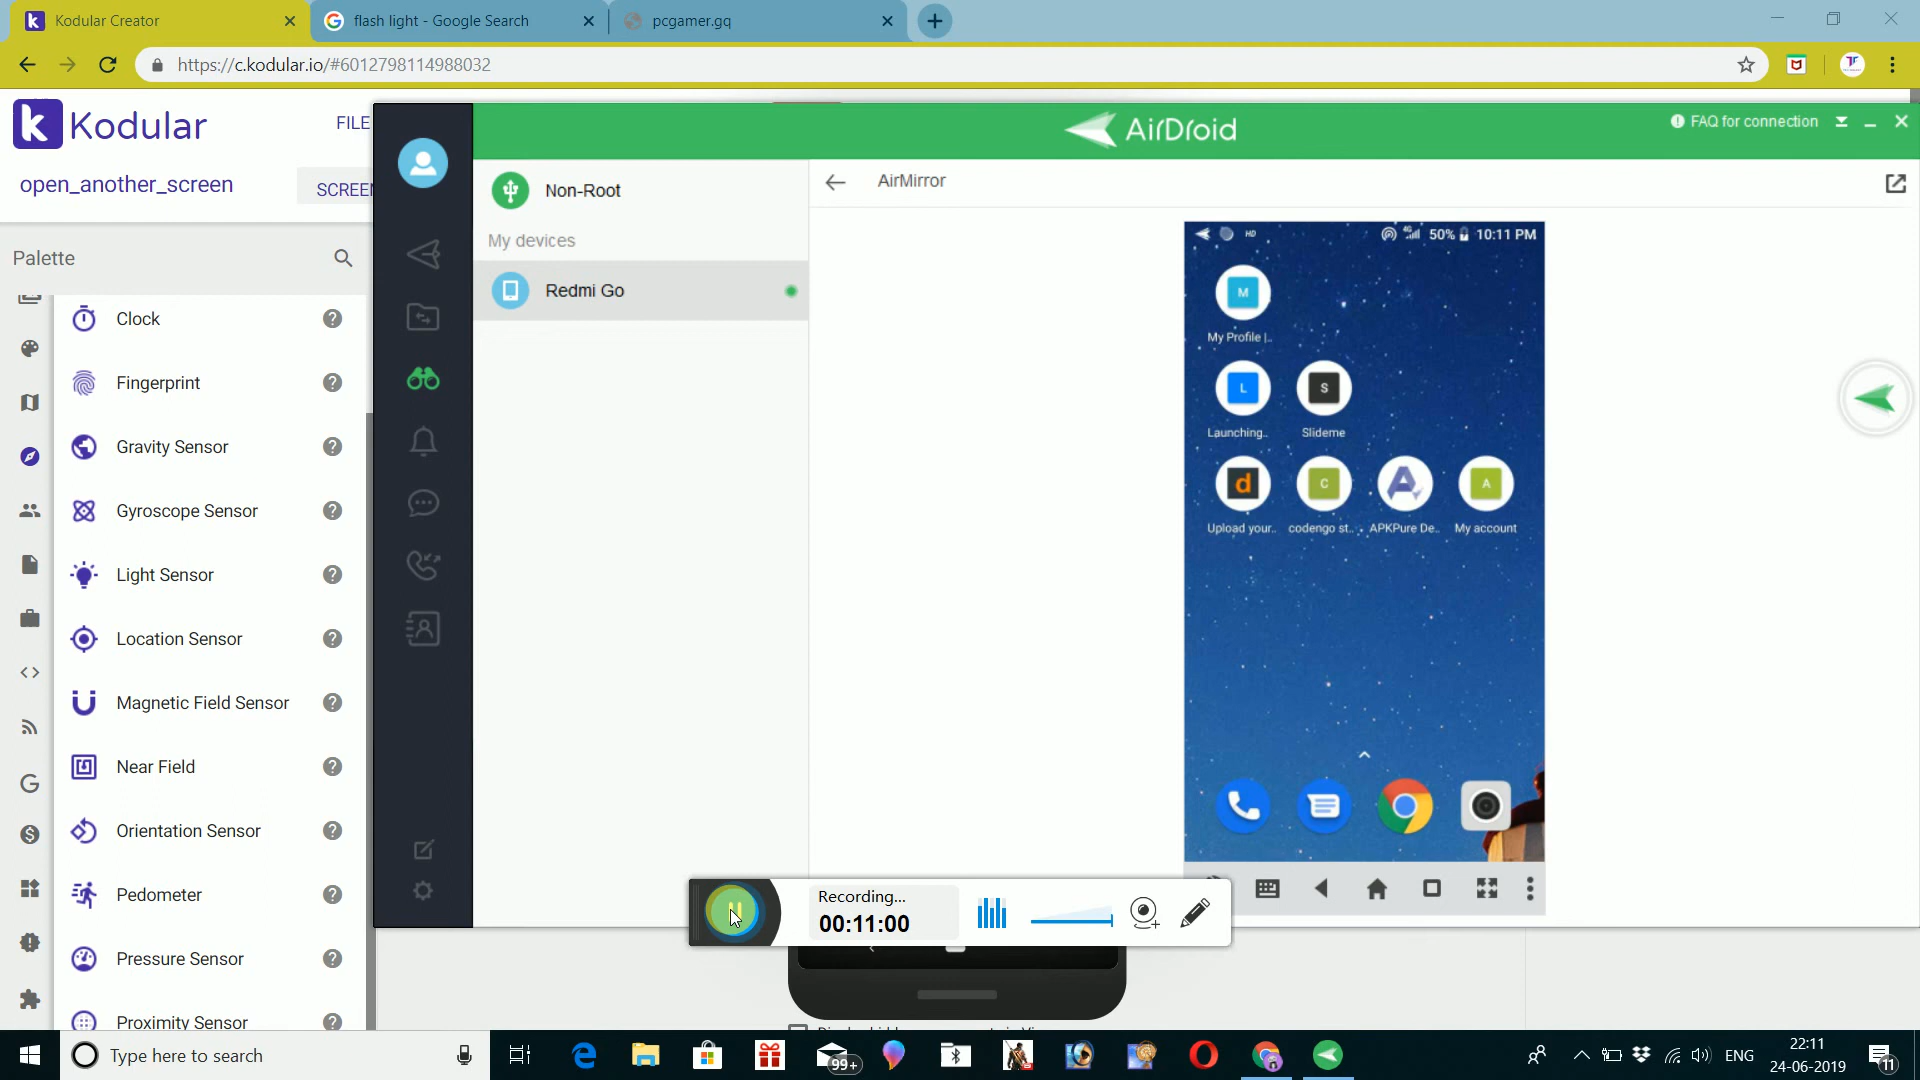 Kodular Creator
flash light - Google Search
pcgamer.gq
https://c.kodular.io/#6012798114988032
Kodular
FILE
open_another_screen
SCREE
Palette
Clock
Fingerprint
Gravity Sensor
Gyroscope Sensor
Light Sensor
Location Sensor
Magnetic Field Sensor
Near Field
Orientation Sensor
Pedometer
Pressure Sensor
Proximity Sensor
AirDroid
FAQ for connection
Non-Root
My devices
Redmi Go
AirMirror
HD
4G
50%
10:11 PM
M
My Profile |..
L
S
Launching..
Slideme
d
C
A
A
Upload your..
codengo st..
APKPure De..
My account
Recording...
00:11:00
Type here to search
99+
ENG
22:11
24-06-2019
11